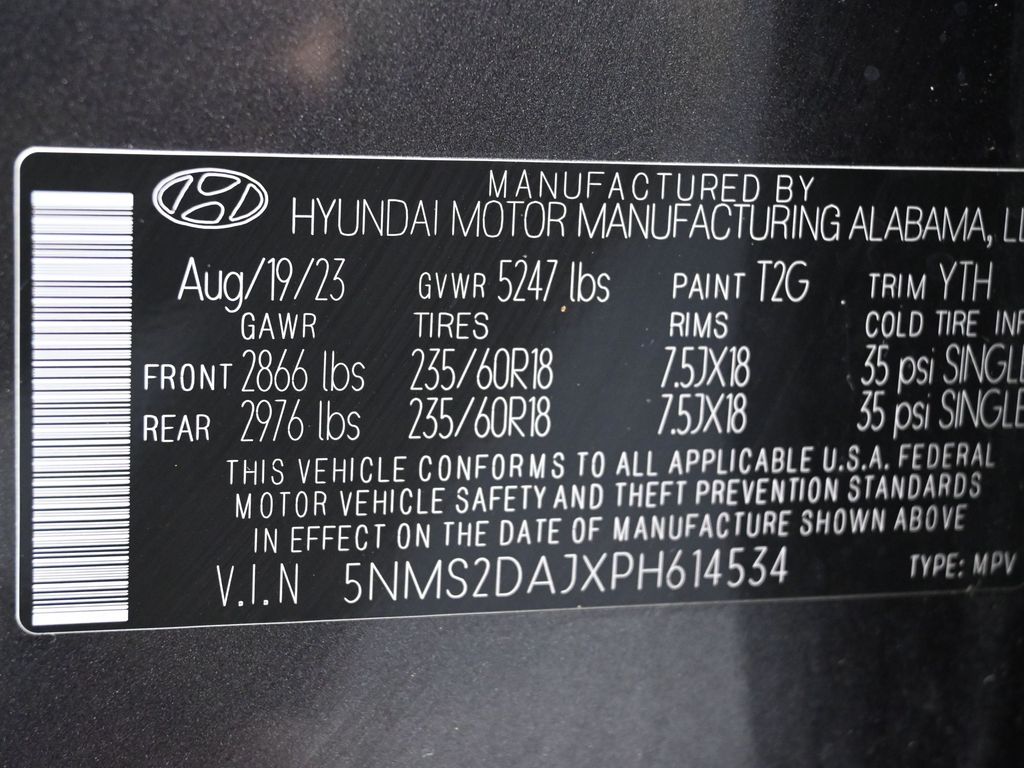 MANUFACTURED BY
HYUNDAI MOTOR MANUFACTURING ALABAMA,
Aug/19/23 GVWR 5247 lbs PAINT T2G TRIM YTH
GAWR TIRES RIMS COLD TIRE INF
FRONT 2866 lbs 235/60R18 7.5JX18 35 psi SINGLE
REAR 2976 lbs 235/60R18 7.5JX18 35 psi SINGLE
THIS VEHICLE CONFORMS TO ALL APPLICABLE U.S.A. FEDERAL
MOTOR VEHICLE SAFETY AND THEFT PREVENTION STANDARDS
IN EFFECT ON THE DATE OF MANUFACTURE SHOWN ABOVE
V.I.N 5NMS2DAJXPH614534 TYPE: MPV